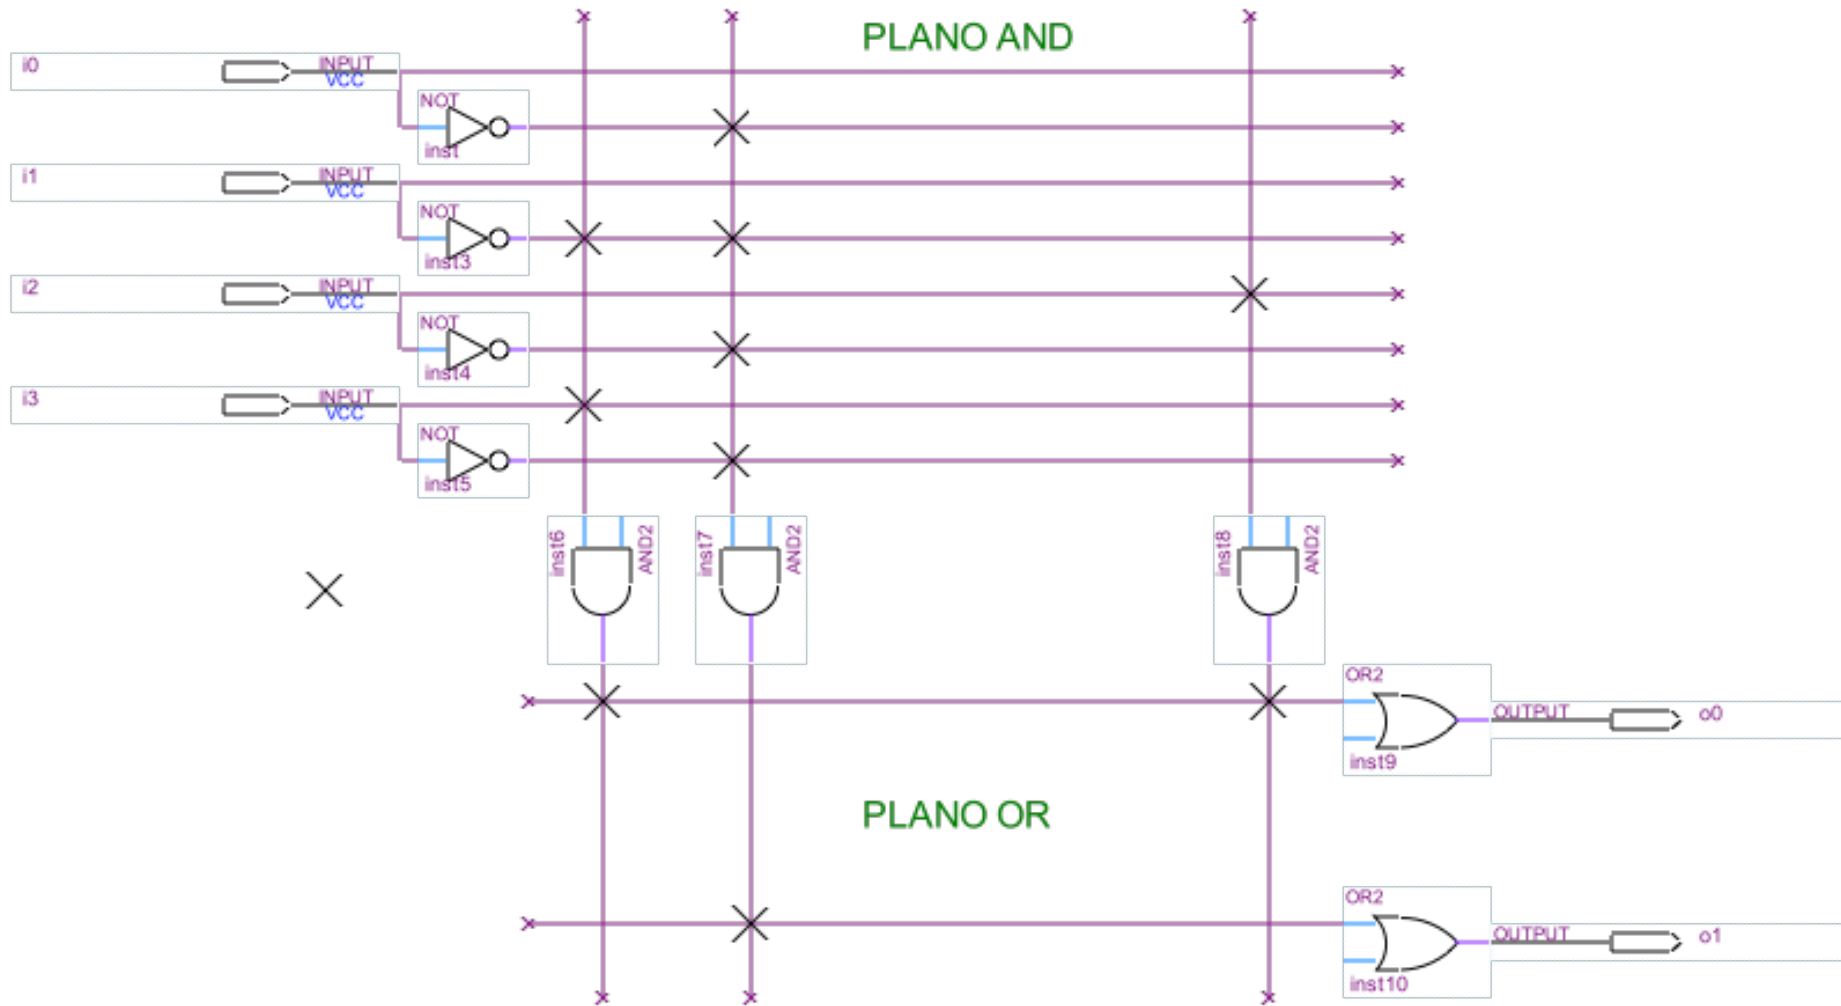 PLANO AND
i0
INPUT
VCC
NOT
inst
i1
INPUT
VCC
NOT
inst3
i2
INPUT
VCC
NOT
inst4
i3
INPUT
VCC
NOT
inst5
inst6
AND2
inst7
AND2
inst8
AND2
OR2
inst9
OUTPUT
o0
PLANO OR
OR2
inst10
OUTPUT
o1